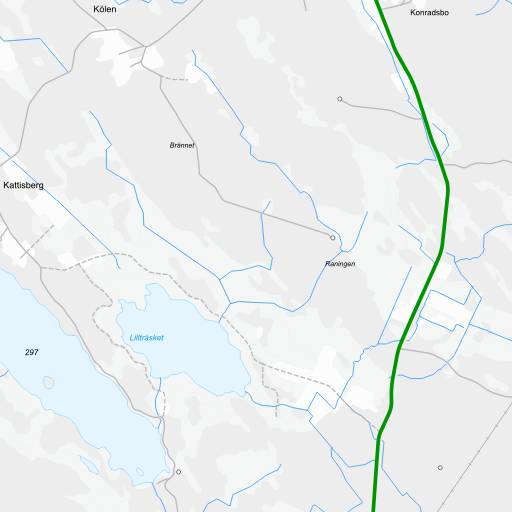 Kölen
Konradsbo
Brännet
Kattisberg
Raningen
Lillträsket
297